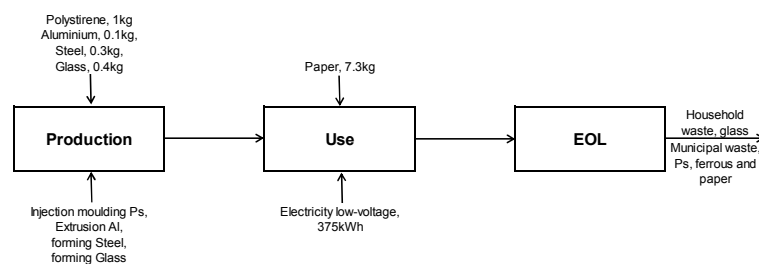 Polystirene, 1kg
Aluminium, 0.1kg,
Steel, 0.3kg,
Glass, 0.4kg
Paper, 7.3kg
Production
Use
EOL
Household
waste, glass
Municipal waste,
Ps, ferrous and
paper
Injection moulding Ps,
Extrusion Al,
forming Steel,
forming Glass
Electricity low-voltage,
375kWh